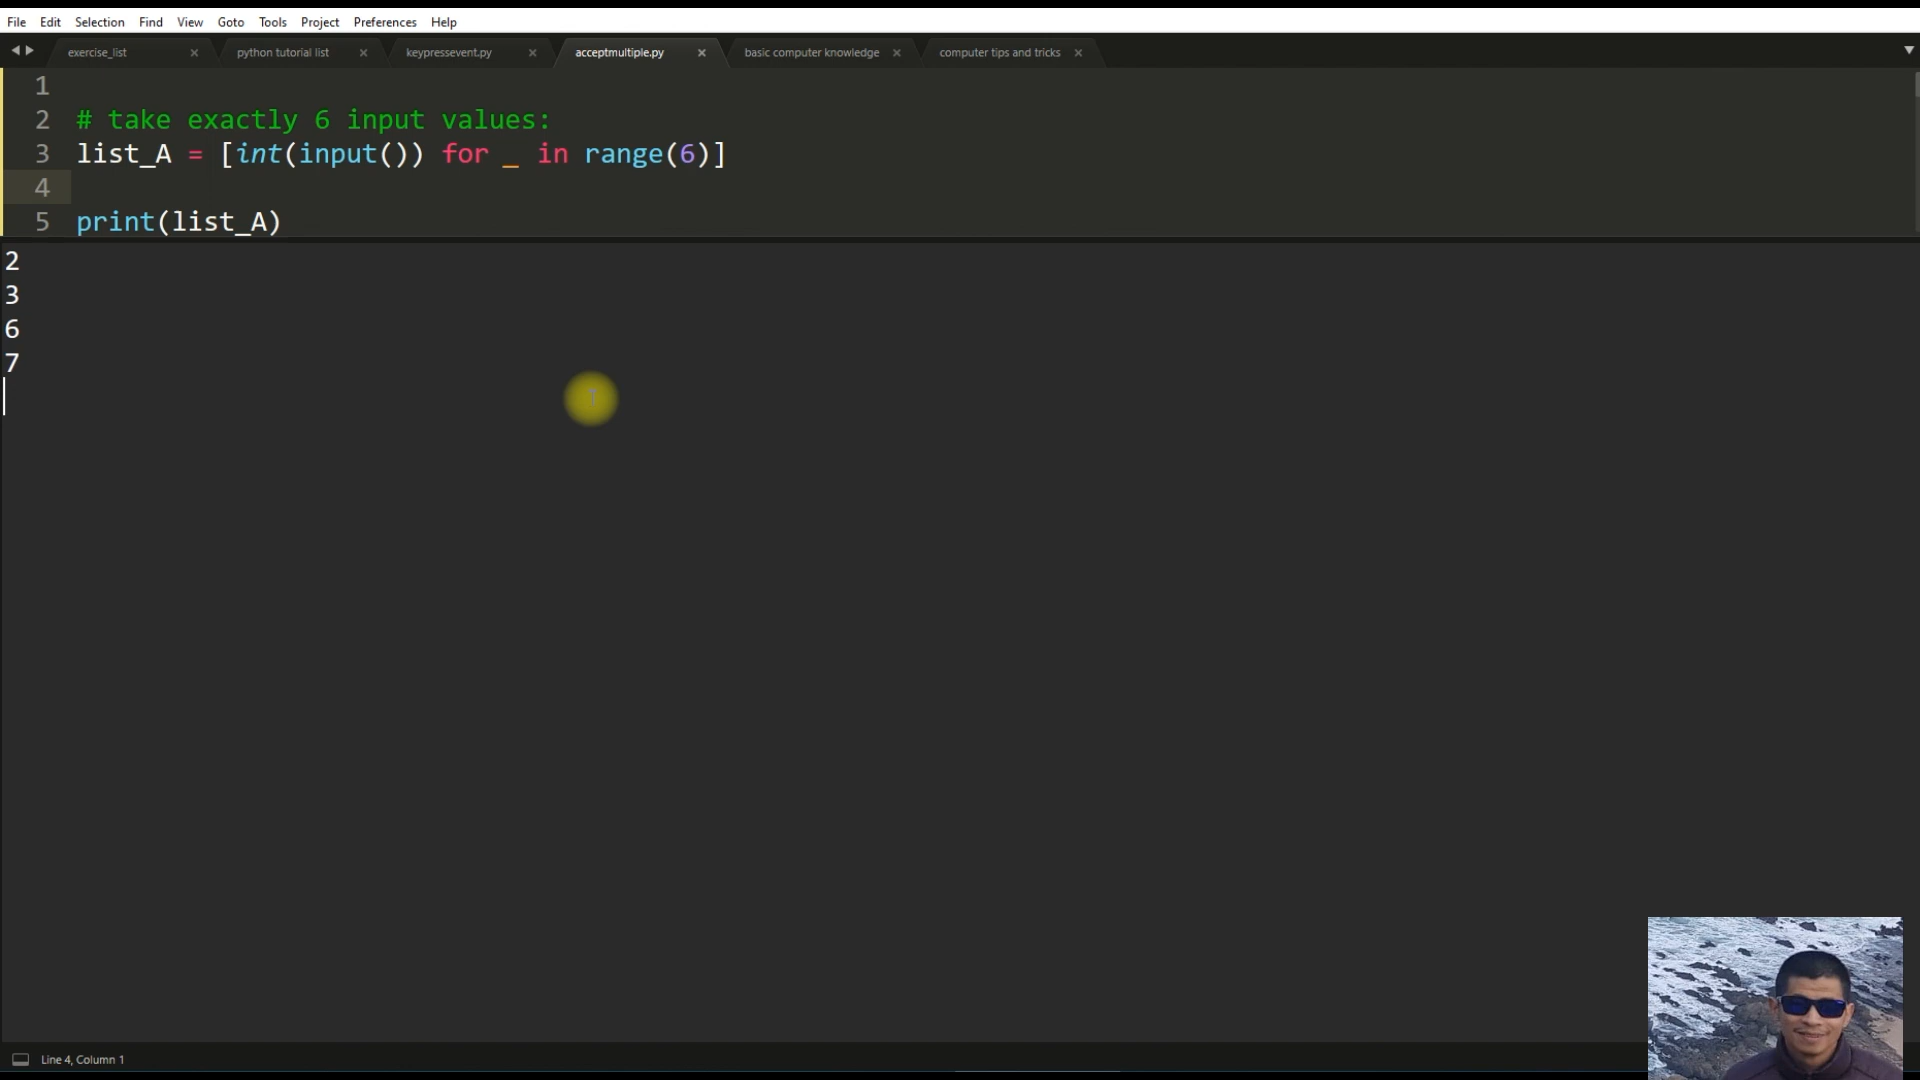 File Edit Selection Find View Goto Tools Project Preferences Help
exercise_list × python tutorial list × keypressevent.py × acceptmultiple.py × basic computer knowledge × computer tips and tricks ×
1
2 # take exactly 6 input values:
3 list_A = [int(input()) for _ in range(6)]
4
5 print(list_A)
2
3
6
7
Line 4, Column 1